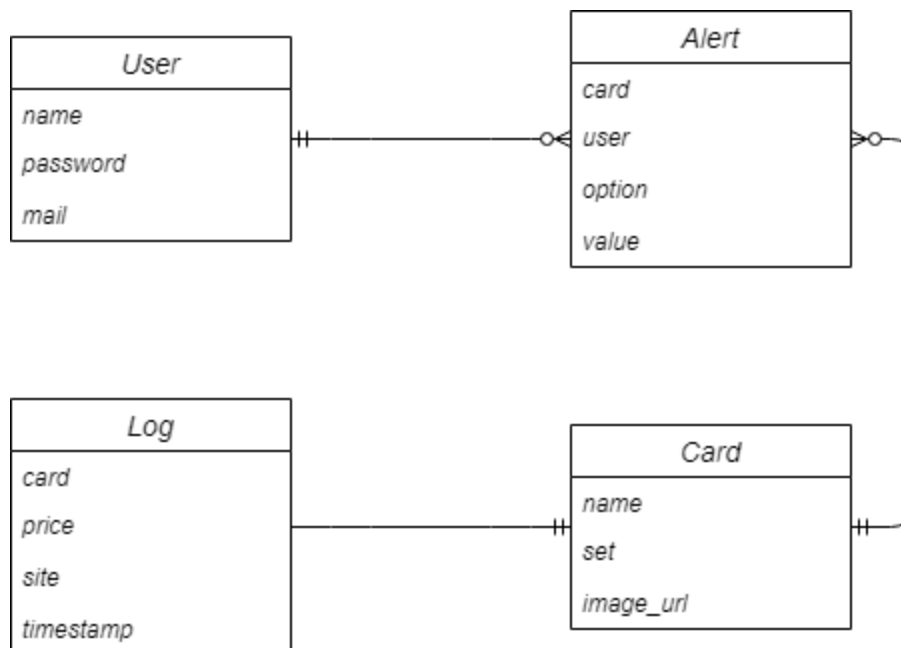 User
name
password
mail
Alert
card
user
option
value
Log
card
price
site
timestamp
Card
name
set
image_url